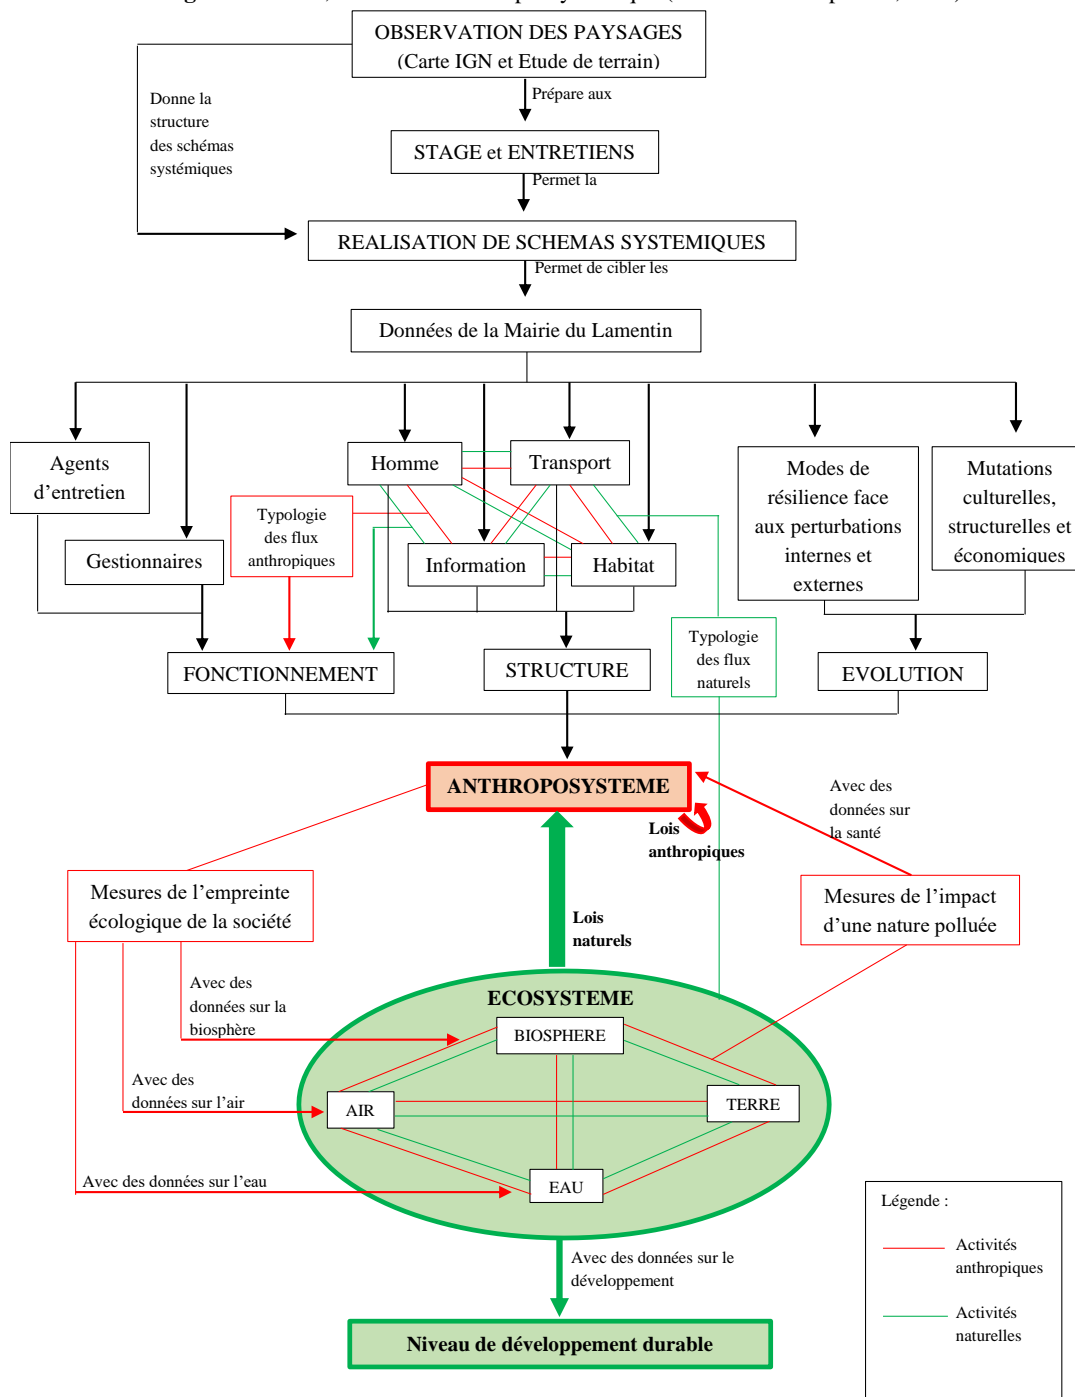 OBSERVATION DES PAYSAGES
(Carte IGN et Etude de terrain)
Donne la
structure
des schémas
systémiques
Prépare aux
STAGE et ENTRETIENS
Permet la
REALISATION DE SCHEMAS SYSTEMIQUES
Permet de cibler les
Données de la Mairie du Lamentin
Agents
d’entretien
Gestionnaires
Typologie
des flux
anthropiques
Homme
Transport
Information
Habitat
Modes de
résilience face
aux perturbations
internes et
externes
Mutations
culturelles,
structurelles et
économiques
Typologie
des flux
naturels
FONCTIONNEMENT
STRUCTURE
EVOLUTION
ANTHROPOSYSTEME
Lois
anthropiques
Avec des
données sur
la santé
Mesures de l’empreinte
écologique de la société
Mesures de l’impact
d’une nature polluée
Lois
naturels
Avec des
données sur la
biosphère
Avec des
données sur l’air
Avec des données sur l’eau
ECOSYSTEME
BIOSPHERE
AIR
TERRE
EAU
Avec des données sur le
développement
Niveau de développement durable
Légende :
Activités
anthropiques
Activités
naturelles